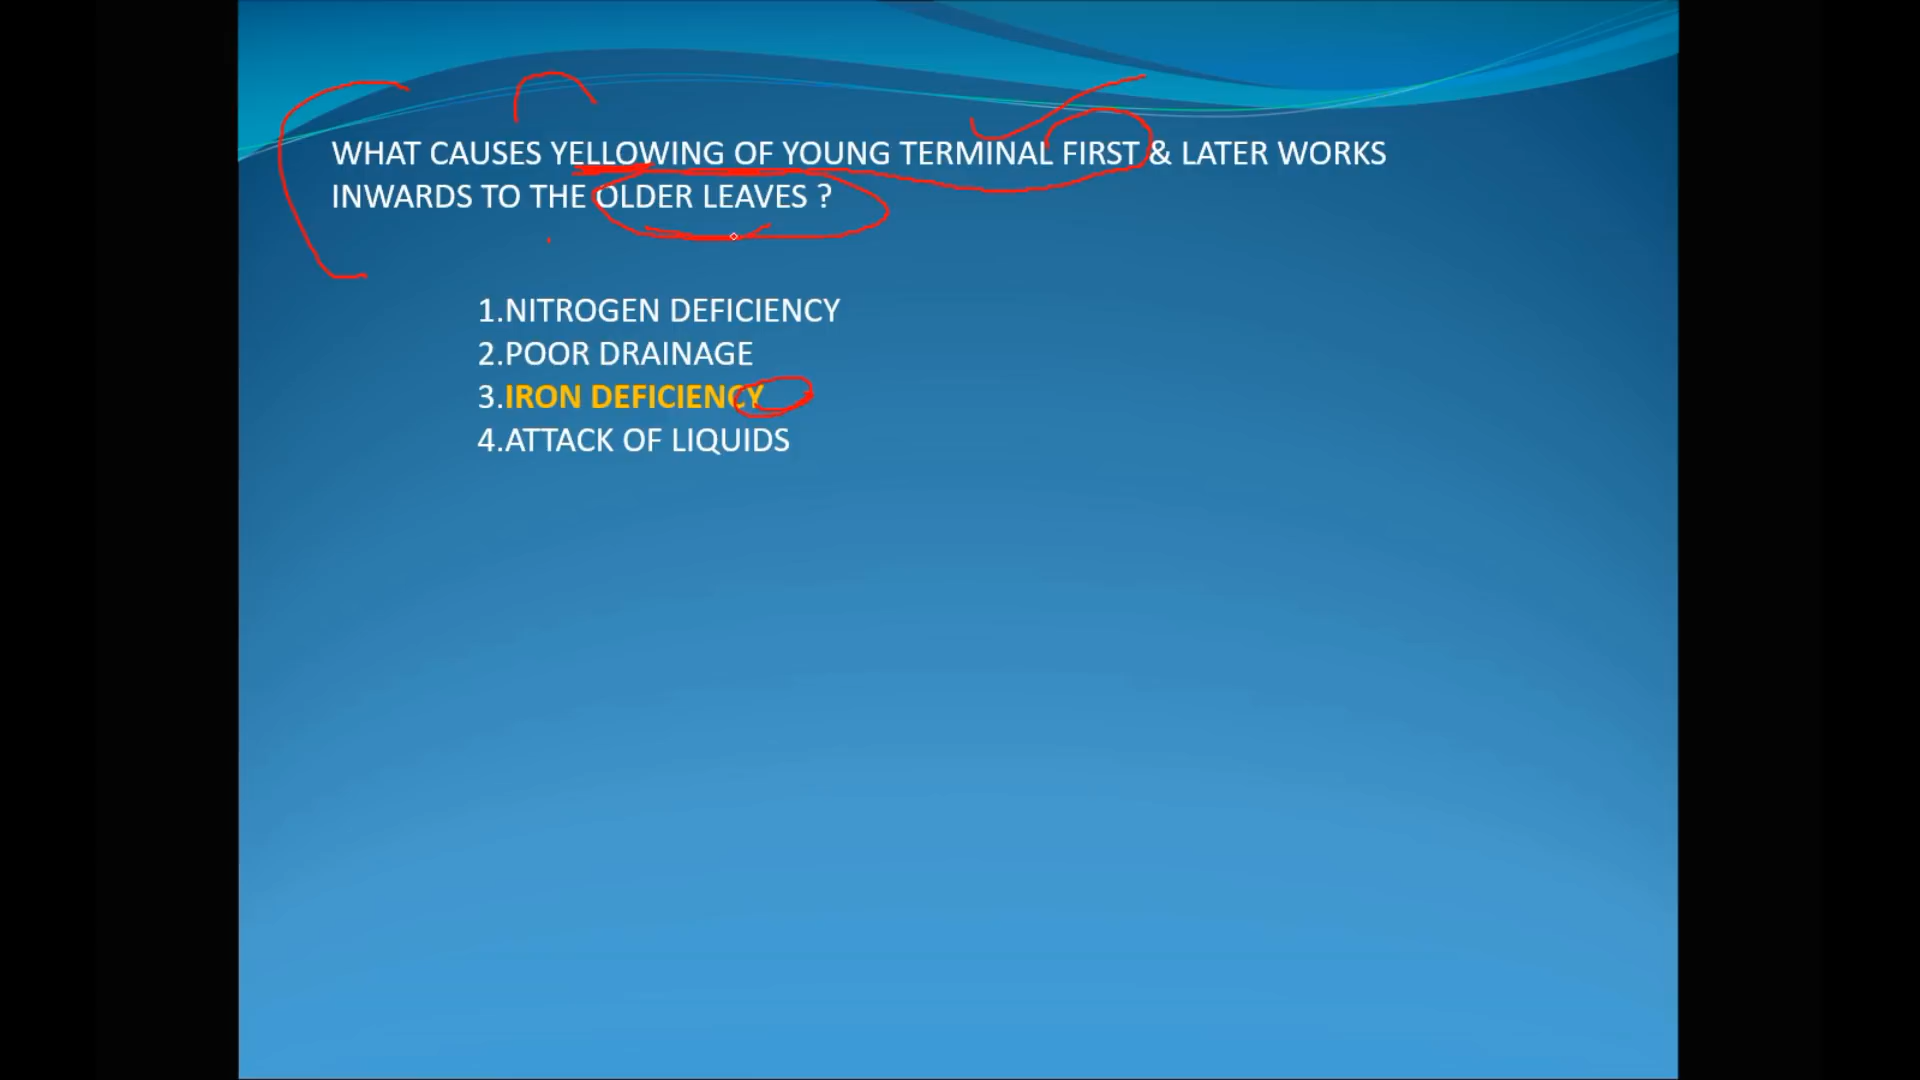 WHAT CAUSES YELLOWING OF YOUNG TERMINAL FIRST & LATER WORKS
INWARDS TO THE OLDER LEAVES ?
1.NITROGEN DEFICIENCY
2.POOR DRAINAGE
3.IRON DEFICIENCY
4.ATTACK OF LIQUIDS